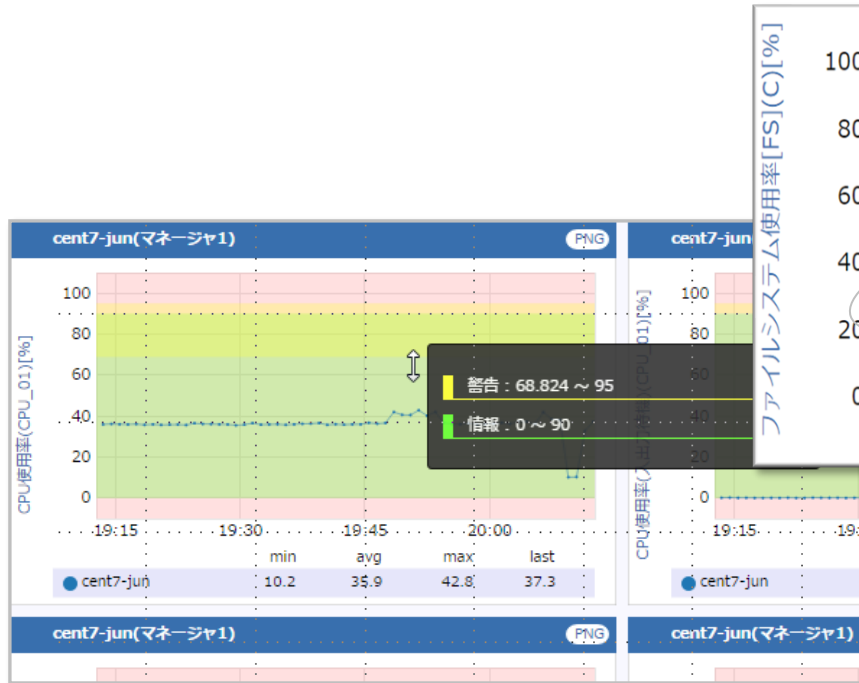 ファイルシステム使用率[FS](C)[%]
100
80
60
40
20
0
cent7-jun(マネージャ1)
PNG
CPU使用率(CPU_01)[%]
100
80
60
40
20
0
警告 : 68.824 ～ 95
情報 : 0 ～ 90
19:15
19:30
19:45
20:00
min avg max last
cent7-jun 10.2 35.9 42.8 37.3
cent7-jun
100
80
60
40
20
0
19:15
cent7-jun
cent7-jun(マネージャ1)
PNG
cent7-jun(マネージャ1)